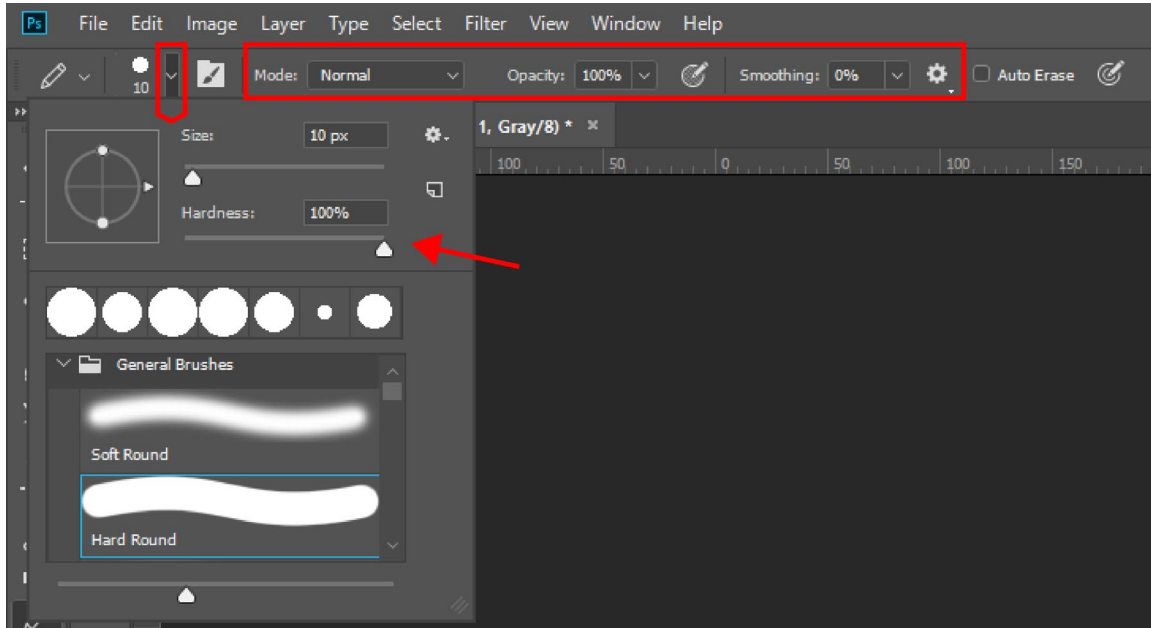 Ps File Edit Image Layer Type Select Filter View Window Help
10 Mode: Normal Opacity: 100% Smoothing: 0% Auto Erase
Size: 10 px
1, Gray/8) * ×
100 50 0 50 100 150
Hardness: 100%
General Brushes
Soft Round
Hard Round